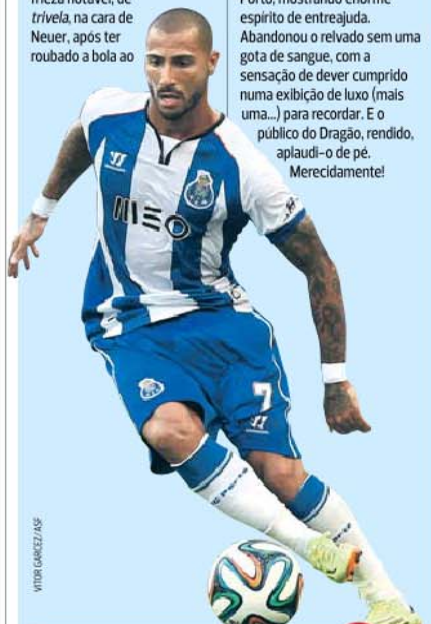 frieza notável, de
trivela, na cara de
Neuer, após ter
roubado a bola ao
Porto, mostrando enorme
espírito de entreajuda.
Abandonou o relvado sem uma
gota de sangue, com a
sensação de dever cumprido
numa exibição de luxo (mais
uma...) para recordar. E o
público do Dragão, rendido,
aplaudi-o de pé.
Merecidamente!
MEO
7
VITOR GARCEZ/ASF